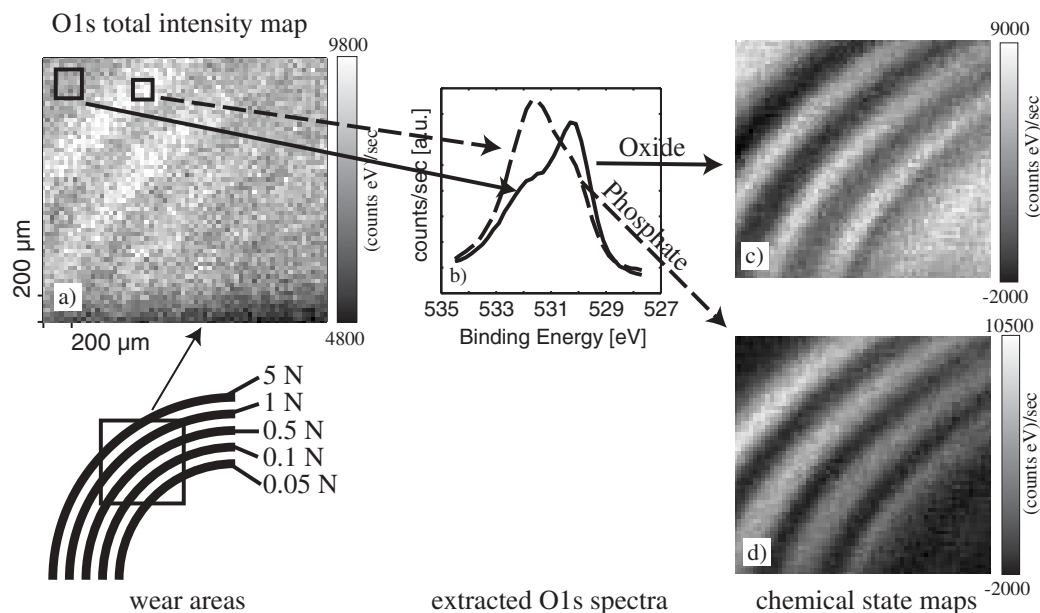 O1s total intensity map
9800
(counts eV)/sec
4800
200 µm
a)
200 µm
counts/sec [a.u.]
b)
535
533
531
529
527
Binding Energy [eV]
Oxide
Phosphate
9000
(counts eV)/sec
-2000
c)
10500
(counts eV)/sec
-2000
d)
5 N
1 N
0.5 N
0.1 N
0.05 N
wear areas
extracted O1s spectra
chemical state maps